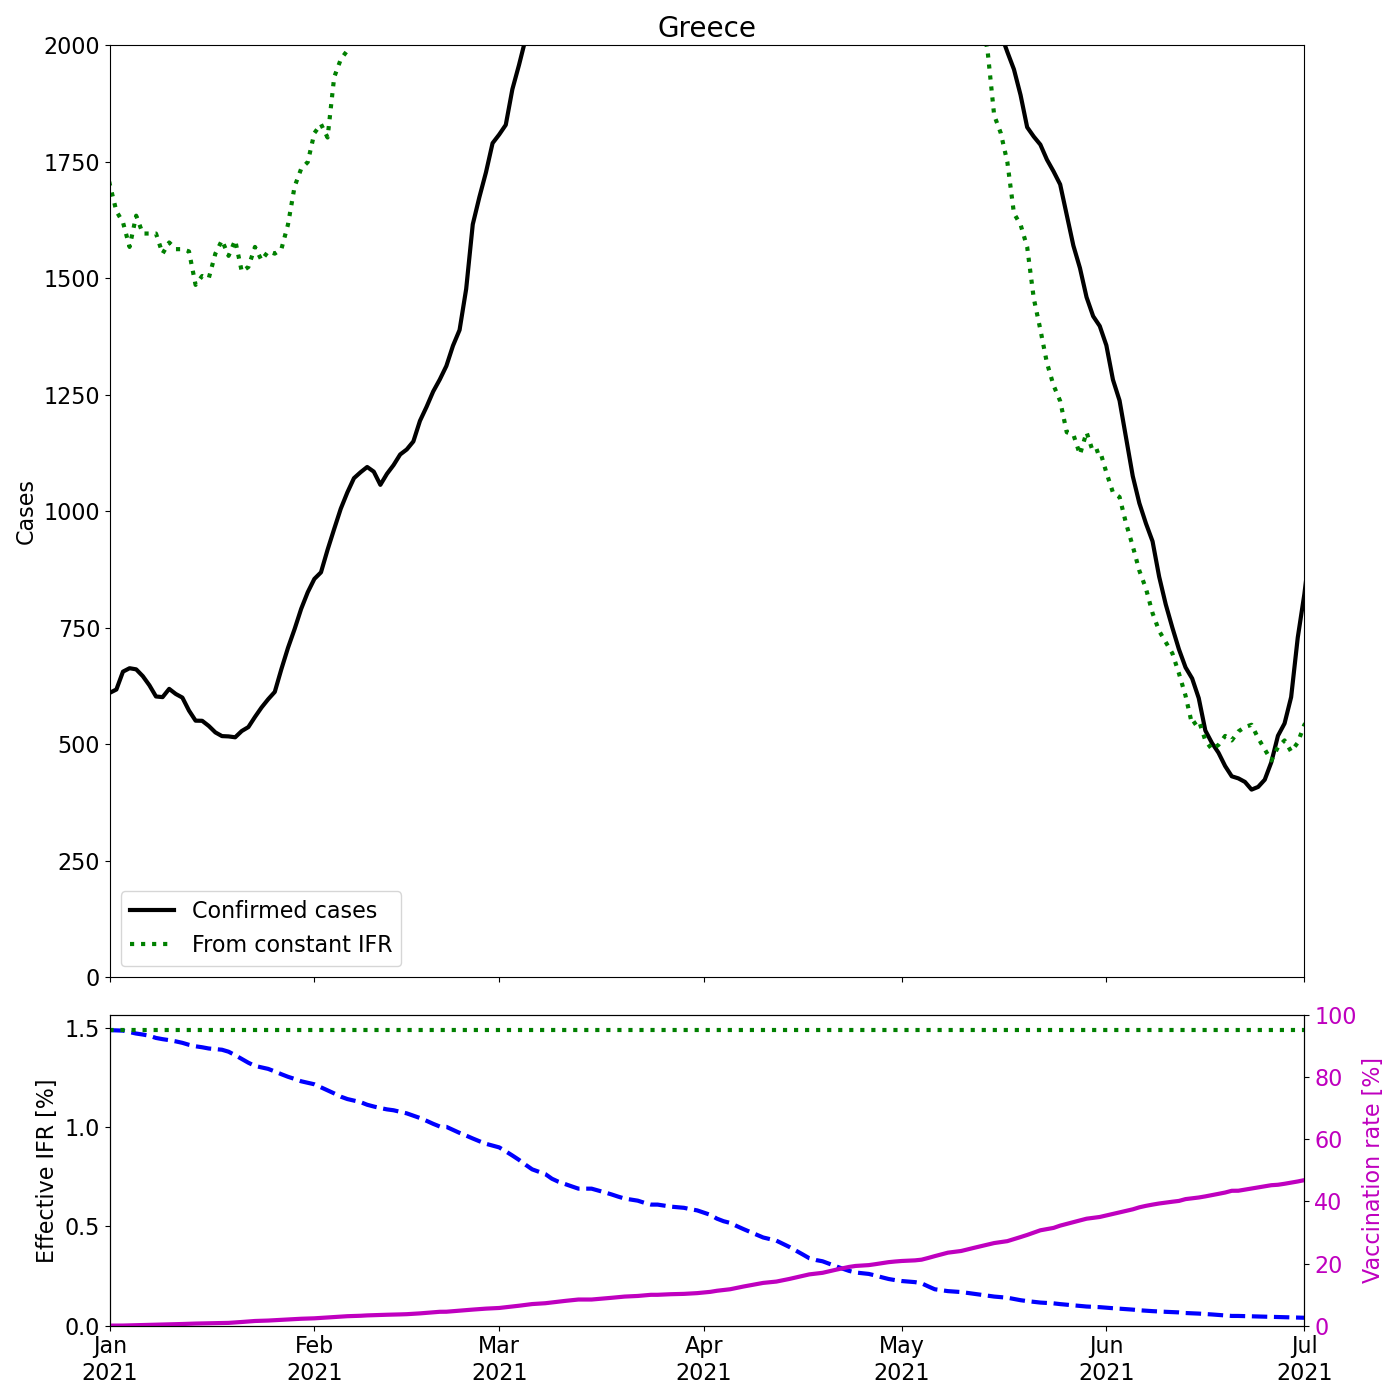 Greece
2000
1750
1500
1250
1000
750
500
250
0
Cases
Confirmed cases
From constant IFR
1.5
1.0
0.5
0.0
Effective IFR [%]
100
80
60
40
20
0
Vaccination rate [%]
Jan Feb Mar Apr May Jun Jul
2021 2021 2021 2021 2021 2021 2021